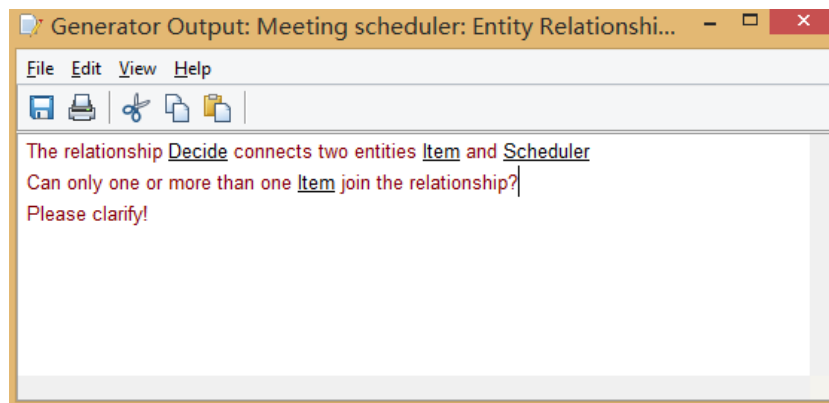 Generator Output: Meeting scheduler: Entity Relationshi...
File Edit View Help
The relationship Decide connects two entities Item and Scheduler
Can only one or more than one Item join the relationship?
Please clarify!